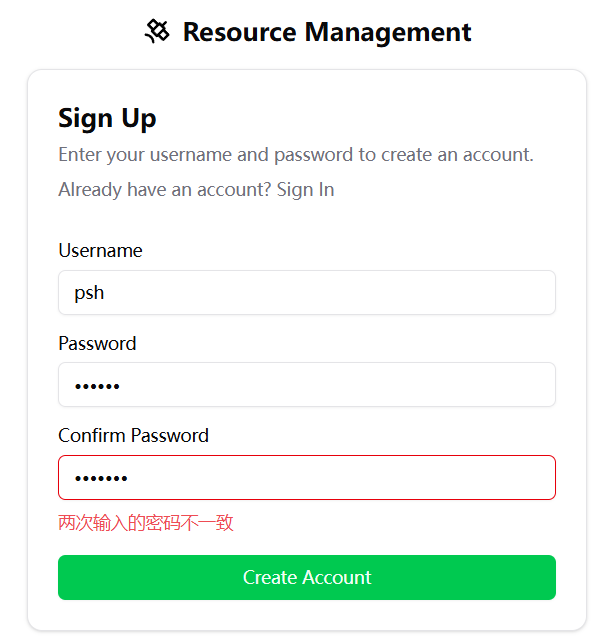 Resource Management
Sign Up
Enter your username and password to create an account.
Already have an account? Sign In
Username
psh
Password
••••••
Confirm Password
•••••••
两次输入的密码不一致
Create Account